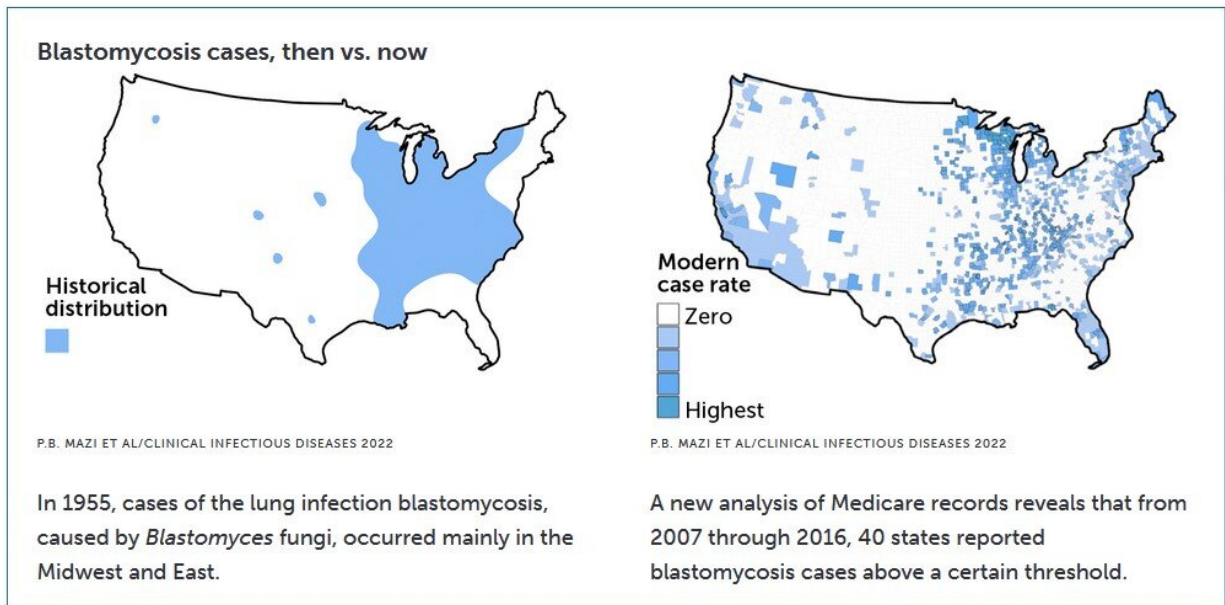 Blastomycosis cases, then vs. now
Historical
distribution
P.B. MAZI ET AL/CLINICAL INFECTIOUS DISEASES 2022
In 1955, cases of the lung infection blastomycosis,
caused by Blastomyces fungi, occurred mainly in the
Midwest and East.
Modern
case rate
Zero
Highest
P.B. MAZI ET AL/CLINICAL INFECTIOUS DISEASES 2022
A new analysis of Medicare records reveals that from
2007 through 2016, 40 states reported
blastomycosis cases above a certain threshold.